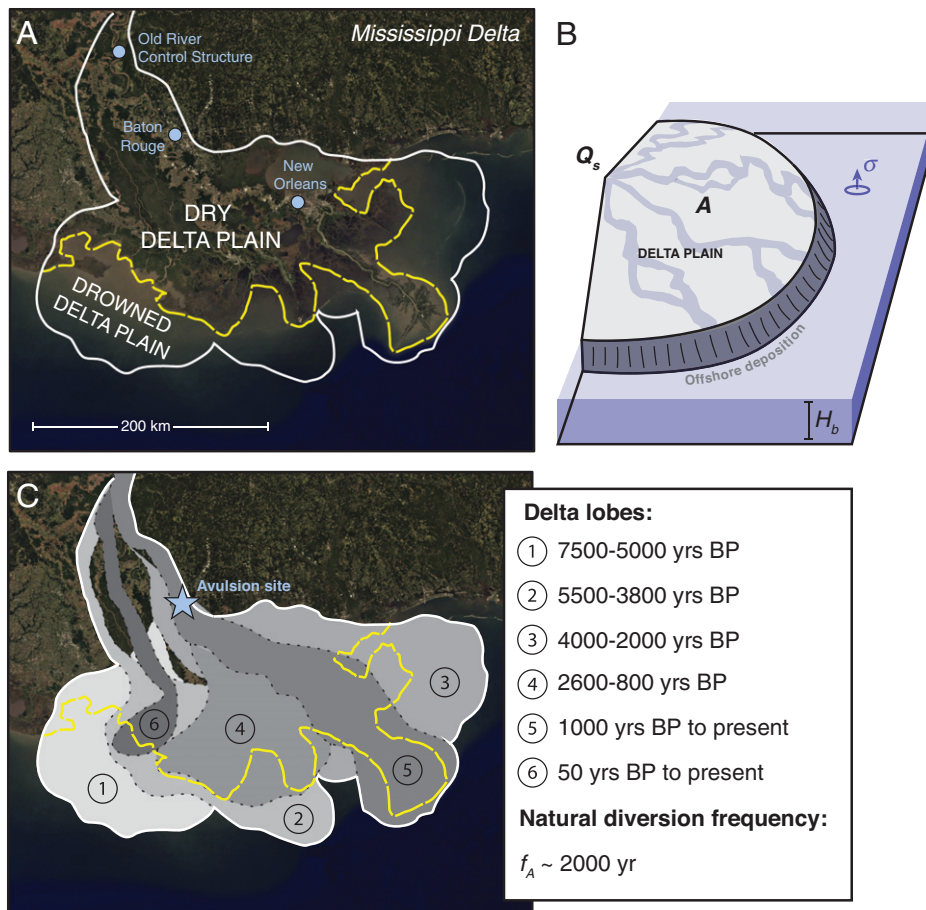 A
Mississippi Delta
Old River
Control Structure
Baton
Rouge
New
Orleans
DRY
DELTA PLAIN
DROWNED
DELTA PLAIN
200 km
B
Qs
σ
A
DELTA PLAIN
Offshore deposition
Hb
C
Avulsion site
1
2
3
4
5
6
Delta lobes:
1 7500-5000 yrs BP
2 5500-3800 yrs BP
3 4000-2000 yrs BP
4 2600-800 yrs BP
5 1000 yrs BP to present
6 50 yrs BP to present
Natural diversion frequency:
fA ~ 2000 yr